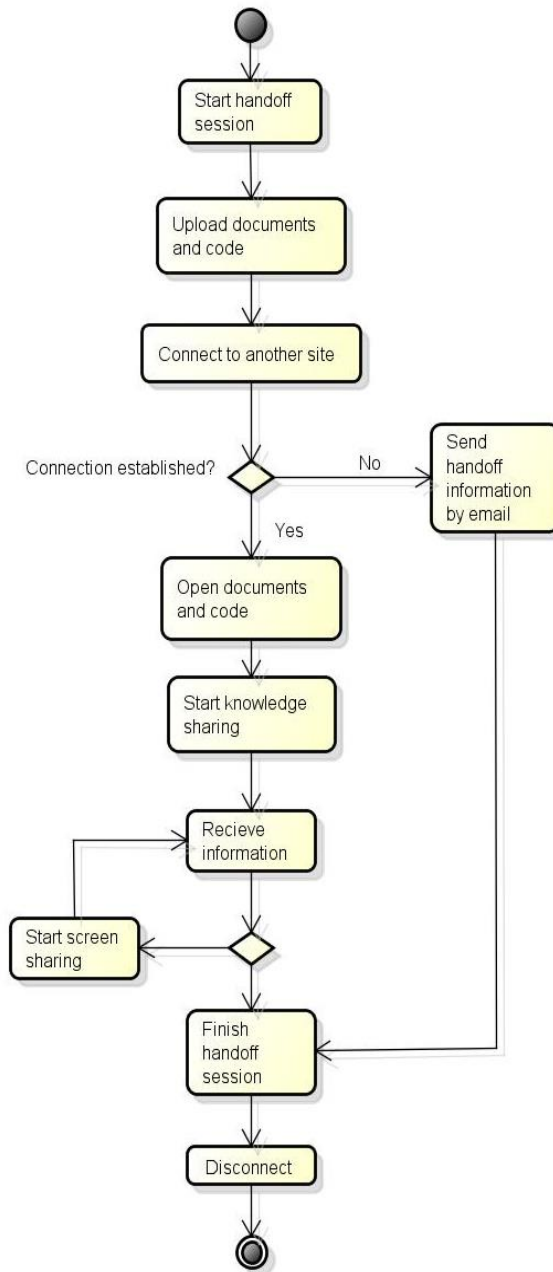 Start handoff
session
Upload documents
and code
Connect to another site
Connection established?
No
Send
handoff
information
by email
Yes
Open documents
and code
Start knowledge
sharing
Recieve
information
Start screen
sharing
Finish
handoff
session
Disconnect